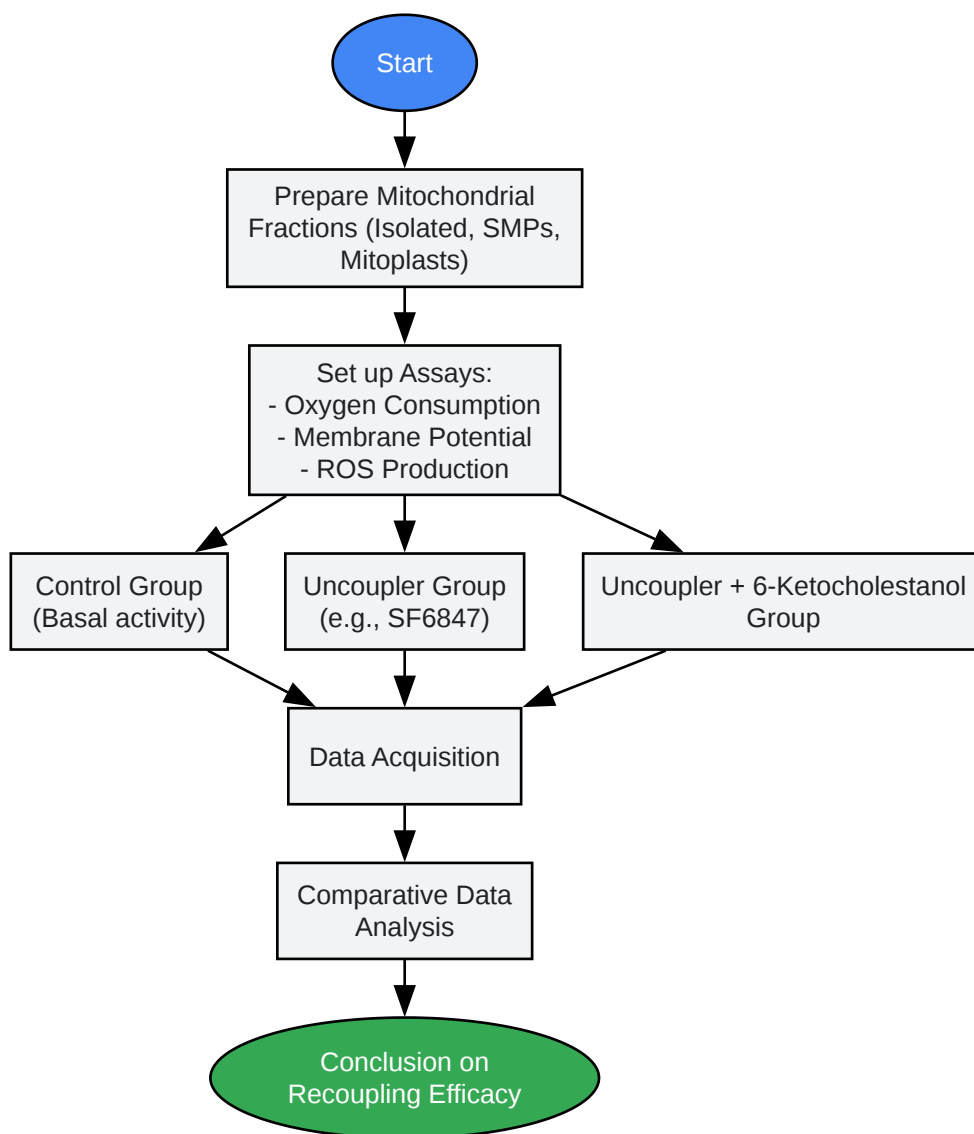 Start
Prepare Mitochondrial
Fractions (Isolated, SMPs,
Mitoplasts)
Set up Assays:
- Oxygen Consumption
- Membrane Potential
- ROS Production
Control Group
(Basal activity)
Uncoupler Group
(e.g., SF6847)
Uncoupler + 6-Ketocholestanol
Group
Data Acquisition
Comparative Data
Analysis
Conclusion on
Recoupling Efficacy